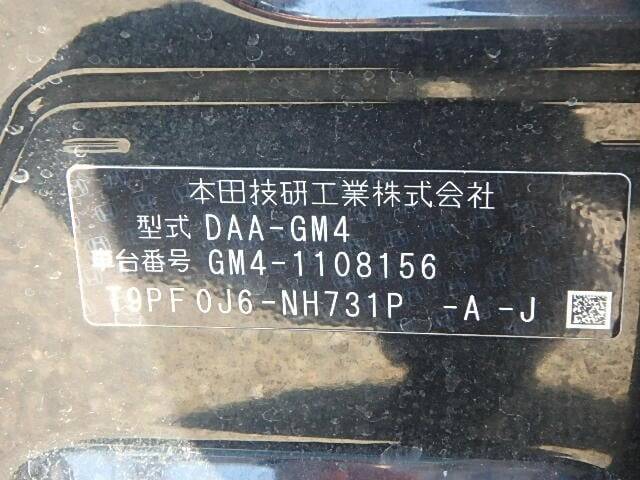 本田技研工業株式会社
型式 DAA-GM4
車台番号 GM4-1108156
T9PF0J6-NH731P -A -J